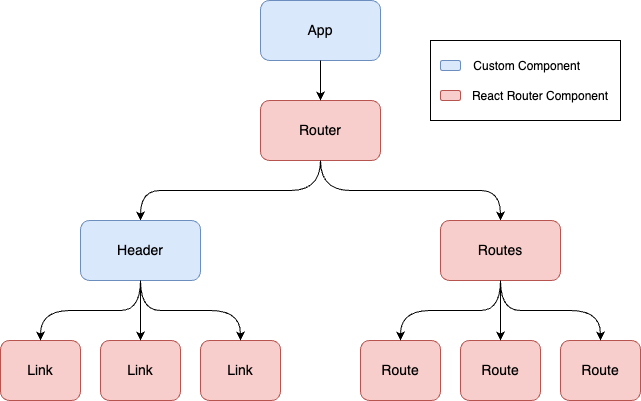 App
Custom Component
React Router Component
Router
Header
Routes
Link
Link
Link
Route
Route
Route